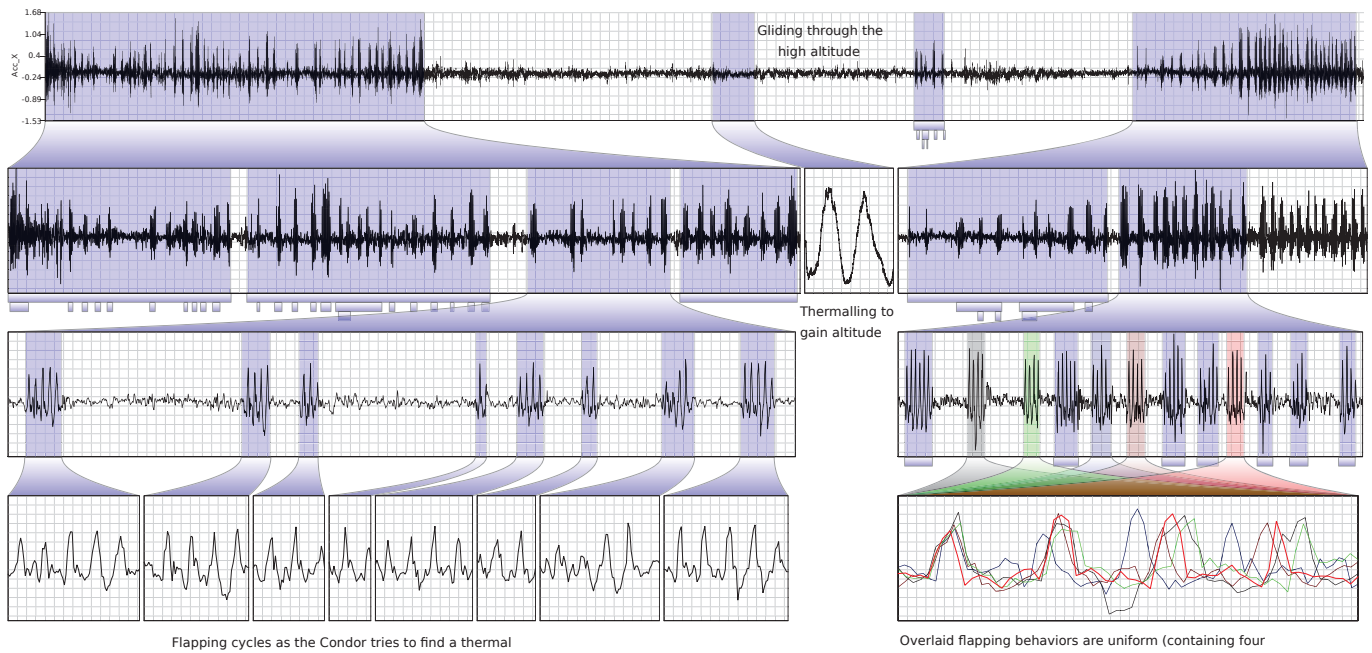 1.68
1.04
0.4
-0.24
-0.89
-1.53
Acc_X
Gliding through the
high altitude
Thermalling to
gain altitude
Flapping cycles as the Condor tries to find a thermal
Overlaid flapping behaviors are uniform (containing four